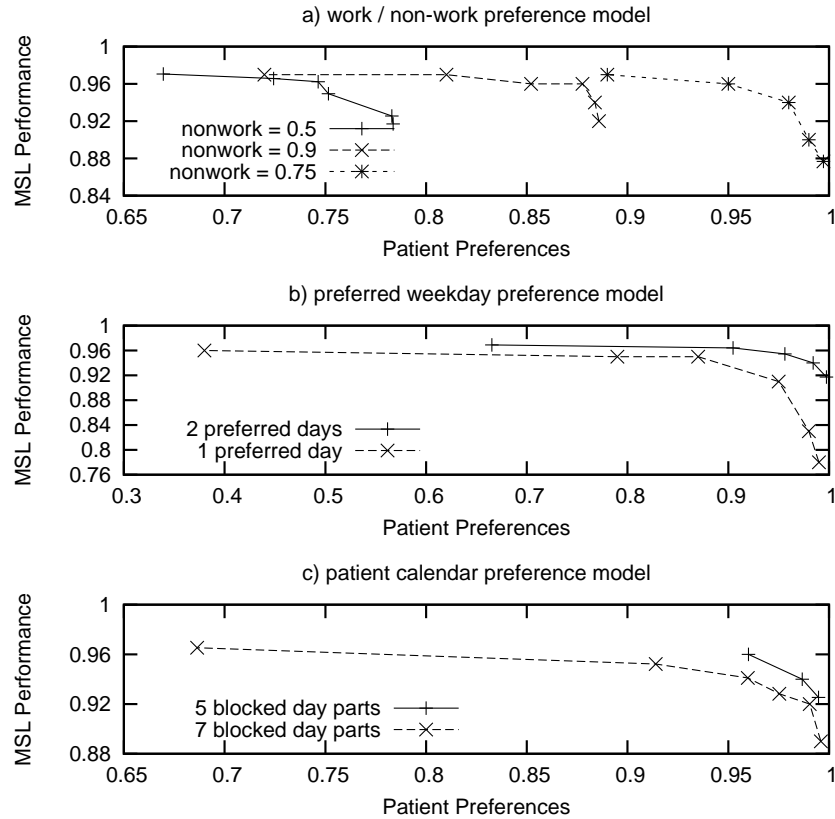 a) work / non-work preference model
MSL Performance
1
0.96
0.92
0.88
0.84
nonwork = 0.5
nonwork = 0.9
nonwork = 0.75
0.65 0.7 0.75 0.8 0.85 0.9 0.95 1
Patient Preferences
b) preferred weekday preference model
MSL Performance
1
0.96
0.92
0.88
0.84
0.8
0.76
2 preferred days
1 preferred day
0.3 0.4 0.5 0.6 0.7 0.8 0.9 1
Patient Preferences
c) patient calendar preference model
MSL Performance
1
0.96
0.92
0.88
5 blocked day parts
7 blocked day parts
0.65 0.7 0.75 0.8 0.85 0.9 0.95 1
Patient Preferences